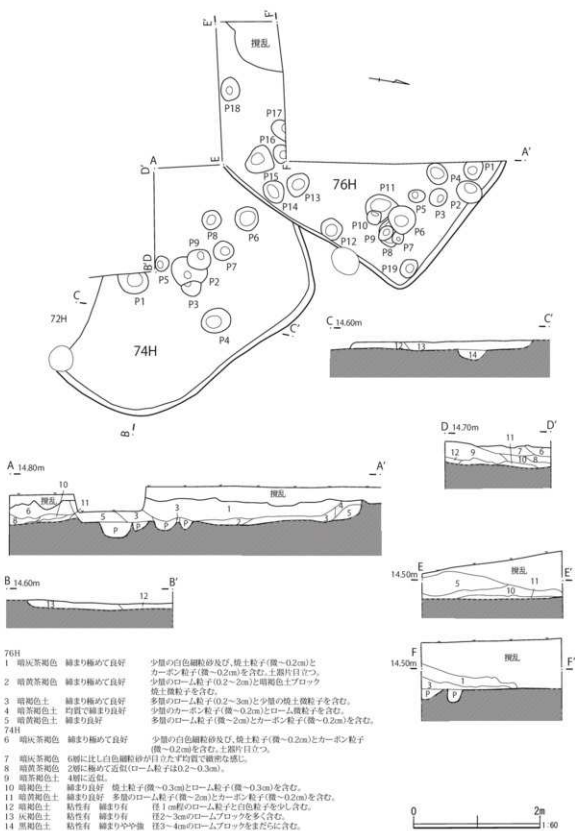 E'
F'
撹乱
P18
P17
P16
E
F
P15
P14
P13
76H
A'
P1
P4
P2
P3
P5
P11
P10
P6
P9
P7
P8
P12
P19
A
D'
P8
P6
P9
P7
P5
P2
P3
P1
P4
B'D
C
72H
74H
C'
B
C 14.60m
C'
12
13
14
D 14.70m
D'
11
12
9
7
6
10
8
A 14.80m
A'
10
撹乱
11
6
8
5
3
P
P
P
P
3
撹乱
1
2
3
4
5
B 14.60m
B'
12
E
14.50m
E'
撹乱
5
10
11
F
14.50m
F'
撹乱
1
3
P
P
76H
1 暗灰茶褐色 締まり極めて良好 少量の白色細粒砂及び、焼土粒子(微~0.2cm)と
カーボン粒子(微~0.2cm)を含む。土器片目立つ。
2 暗黄茶褐色 締まり極めて良好 少量のローム粒子(0.2~2cm)と暗褐色土ブロック
焼土微粒子を含む。
3 暗褐色土 締まり極めて良好 多量のローム粒子(0.2~3cm)と少量の焼土微粒子を含む。
4 暗茶褐色土 均質で締まり良好 少量のカーボン粒子(微~0.2cm)とローム微粒子を含む。
5 暗黄褐色土 締まり良好 多量のローム粒子(微~2cm)とカーボン粒子(微~0.2cm)を含む。
74H
6 暗灰茶褐色 締まり極めて良好 少量の白色細粒砂及び、焼土粒子(微~0.2cm)とカーボン粒子
(微~0.2cm)を含む。土器片目立つ。
7 暗灰褐色 6層に比し白色細粒砂が目立たず均質で緻密な感じ。
8 暗黄茶褐色 2層に極めて近似(ローム粒子は0.2~0.3cm)。
9 暗茶褐色土 4層に近似。
10 暗褐色土 締まり良好 焼土粒子(微~0.3cm)とローム粒子(微~0.3cm)を含む。
11 暗黄褐色土 締まり良好 多量のローム粒子(微~2cm)とカーボン粒子(微~0.2cm)を含む。
12 暗褐色土 粘性有 締まり有 径1cm程のローム粒子と白色粒子を少し含む。
13 灰褐色土 粘性有 締まり有 径2~3cmのロームブロックを多く含む。
14 黒褐色土 粘性有 締まりやや強 径3~4cmのロームブロックをまだらに含む。
0
2m
1:60